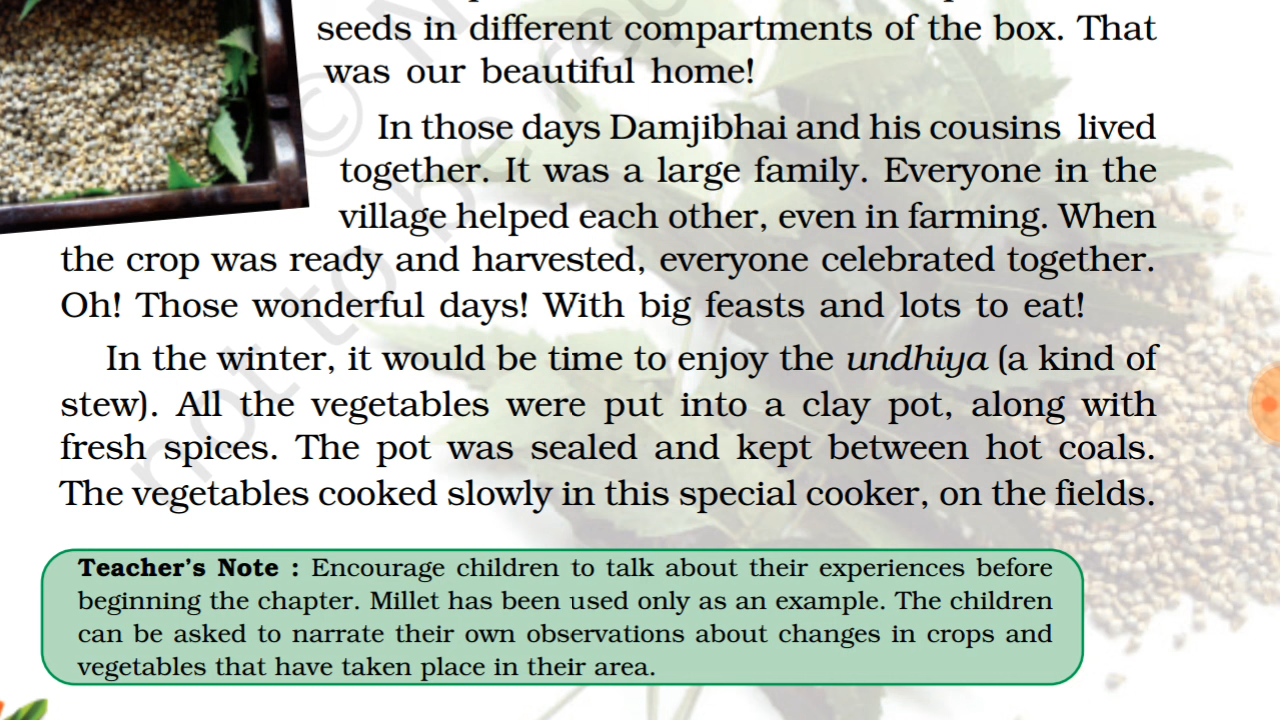 seeds in different compartments of the box. That
was our beautiful home!
In those days Damjibhai and his cousins lived
together. It was a large family. Everyone in the
village helped each other, even in farming. When
the crop was ready and harvested, everyone celebrated together.
Oh! Those wonderful days! With big feasts and lots to eat!
In the winter, it would be time to enjoy the undhiya (a kind of
stew). All the vegetables were put into a clay pot, along with
fresh spices. The pot was sealed and kept between hot coals.
The vegetables cooked slowly in this special cooker, on the fields.
Teacher's Note : Encourage children to talk about their experiences before
beginning the chapter. Millet has been used only as an example. The children
can be asked to narrate their own observations about changes in crops and
vegetables that have taken place in their area.
not to be